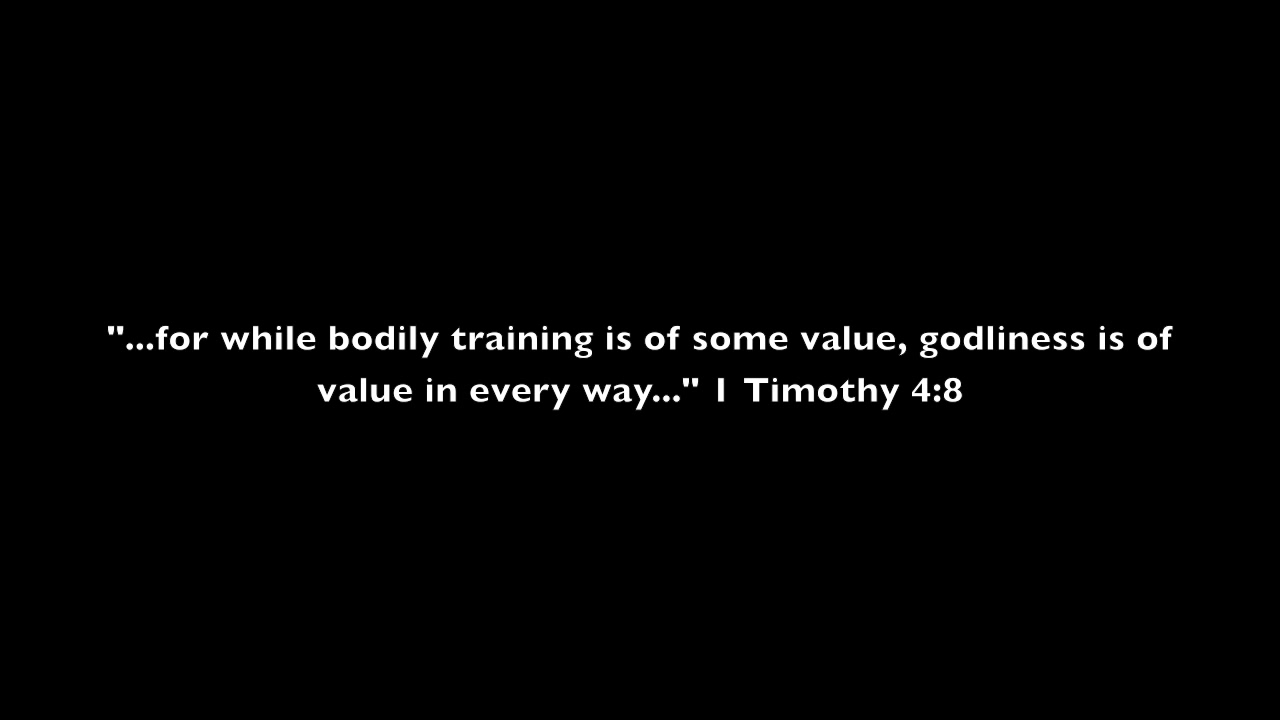 "...for while bodily training is of some value, godliness is of
value in every way..." 1 Timothy 4:8